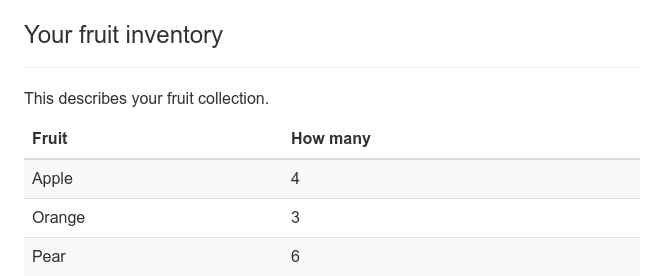 Your fruit inventory
This describes your fruit collection.
Fruit How many
Apple 4
Orange 3
Pear 6